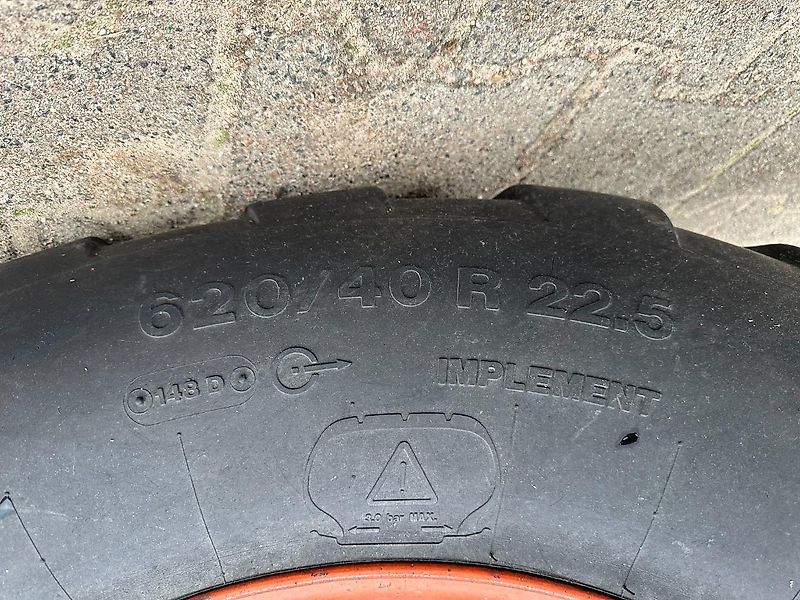 620/40 R 22.5
148 D
IMPLEMENT
3.0 bar MAX.